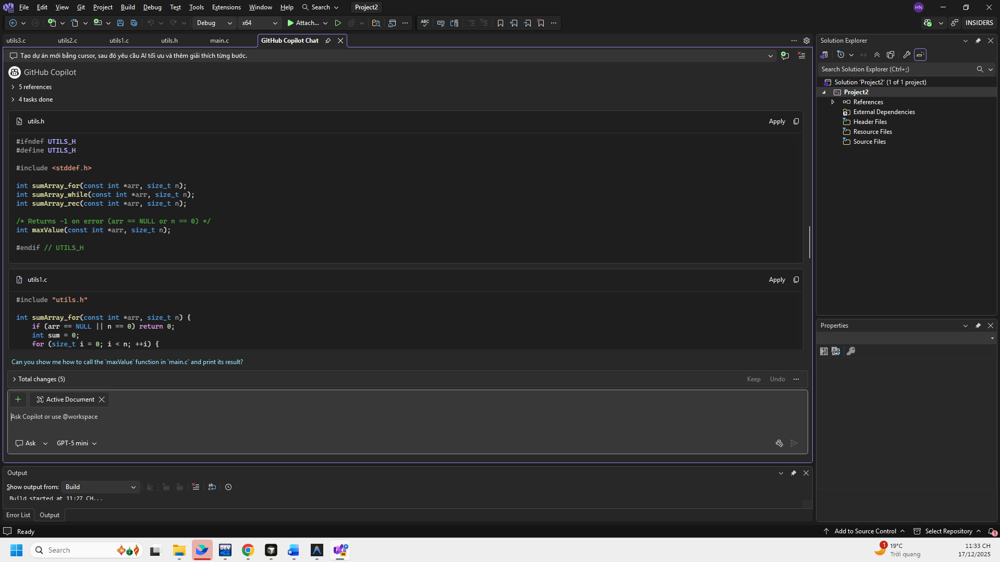 File Edit View Git Project Build Debug Test Tools Extensions Window Help Search Project2 HN
Debug x64 Attach... ABC INSIDERS
utils3.c utils2.c utils1.c utils.h main.c GitHub Copilot Chat
Tạo dự án mới bằng cursor, sau đó yêu cầu AI tối ưu và thêm giải thích từng bước.
GitHub Copilot
5 references
4 tasks done
utils.h Apply
#ifndef UTILS_H
#define UTILS_H
#include <stddef.h>
int sumArray_for(const int *arr, size_t n);
int sumArray_while(const int *arr, size_t n);
int sumArray_rec(const int *arr, size_t n);
/* Returns -1 on error (arr == NULL or n == 0) */
int maxValue(const int *arr, size_t n);
#endif // UTILS_H
utils1.c Apply
#include "utils.h"
int sumArray_for(const int *arr, size_t n) {
if (arr == NULL || n == 0) return 0;
int sum = 0;
for (size_t i = 0; i < n; ++i) {
Can you show me how to call the `maxValue` function in `main.c` and print its result?
Total changes (5) Keep Undo
Active Document
Ask Copilot or use @workspace
Ask GPT-5 mini
Output
Show output from: Build
Build started at 11:27 CH...
Error List Output
Ready
Solution Explorer
Search Solution Explorer (Ctrl+;)
Solution 'Project2' (1 of 1 project)
Project2
References
External Dependencies
Header Files
Resource Files
Source Files
Properties
Add to Source Control Select Repository 1
Search DEV 1 19°C 11:33 CH
Trời quang 17/12/2025